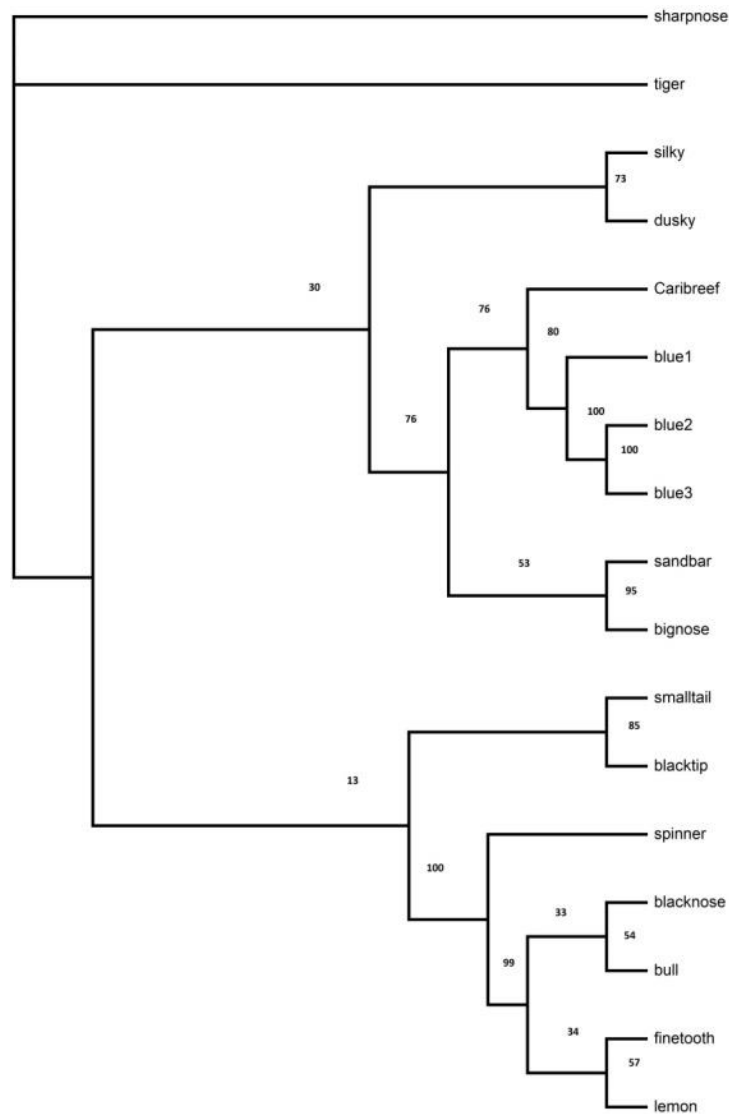 sharpnose
tiger
silky
73
dusky
30
Caribreef
76
80
blue1
100
76
blue2
100
blue3
53
sandbar
95
bignose
smalltail
85
blacktip
13
spinner
100
blacknose
33
54
99
bull
34
finetooth
57
lemon